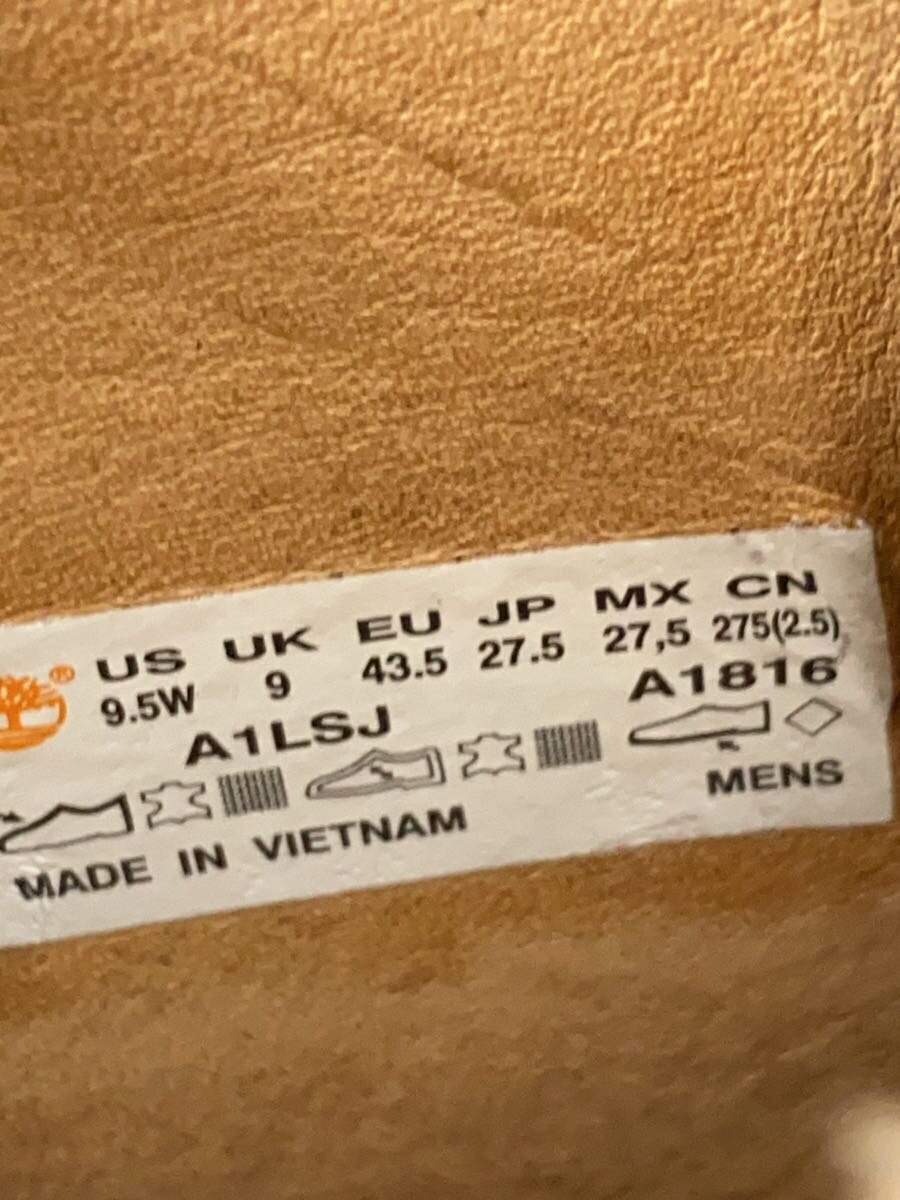 US UK EU JP MX CN
9.5W 9 43.5 27.5 27,5 275(2.5)
A1LSJ A1816
MENS
MADE IN VIETNAM
®